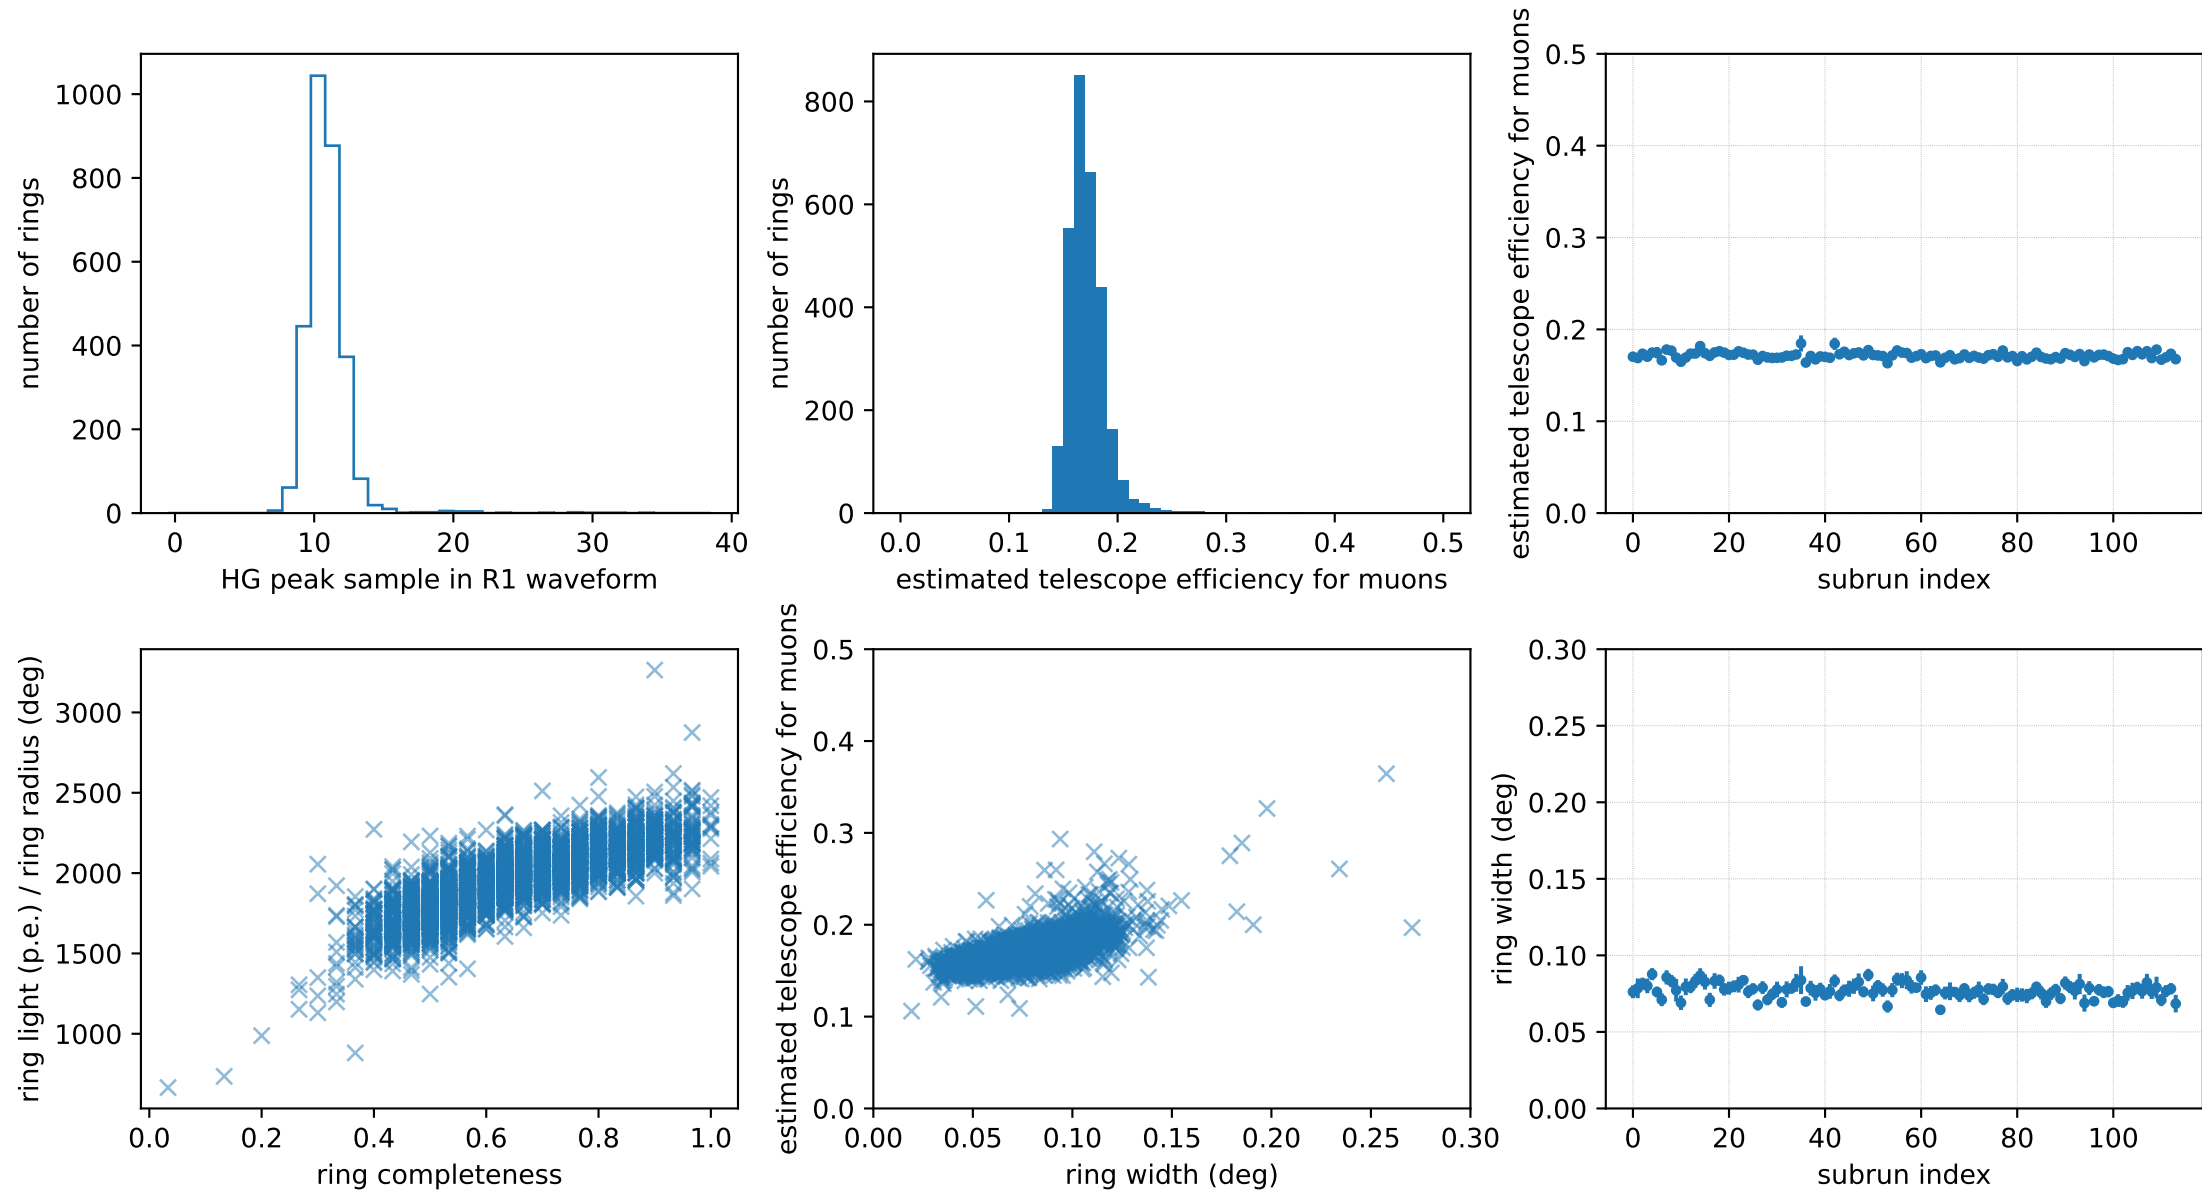 1000
800
600
400
200
0
number of rings
0 10 20 30 40
HG peak sample in R1 waveform
800
600
400
200
0
number of rings
0.0 0.1 0.2 0.3 0.4 0.5
estimated telescope efficiency for muons
0.5
0.4
0.3
0.2
0.1
0.0
estimated telescope efficiency for muons
0 20 40 60 80 100
subrun index
3000
2500
2000
1500
1000
ring light (p.e.) / ring radius (deg)
0.0 0.2 0.4 0.6 0.8 1.0
ring completeness
0.5
0.4
0.3
0.2
0.1
0.0
estimated telescope efficiency for muons
0.00 0.05 0.10 0.15 0.20 0.25 0.30
ring width (deg)
0.30
0.25
0.20
0.15
0.10
0.05
0.00
ring width (deg)
0 20 40 60 80 100
subrun index